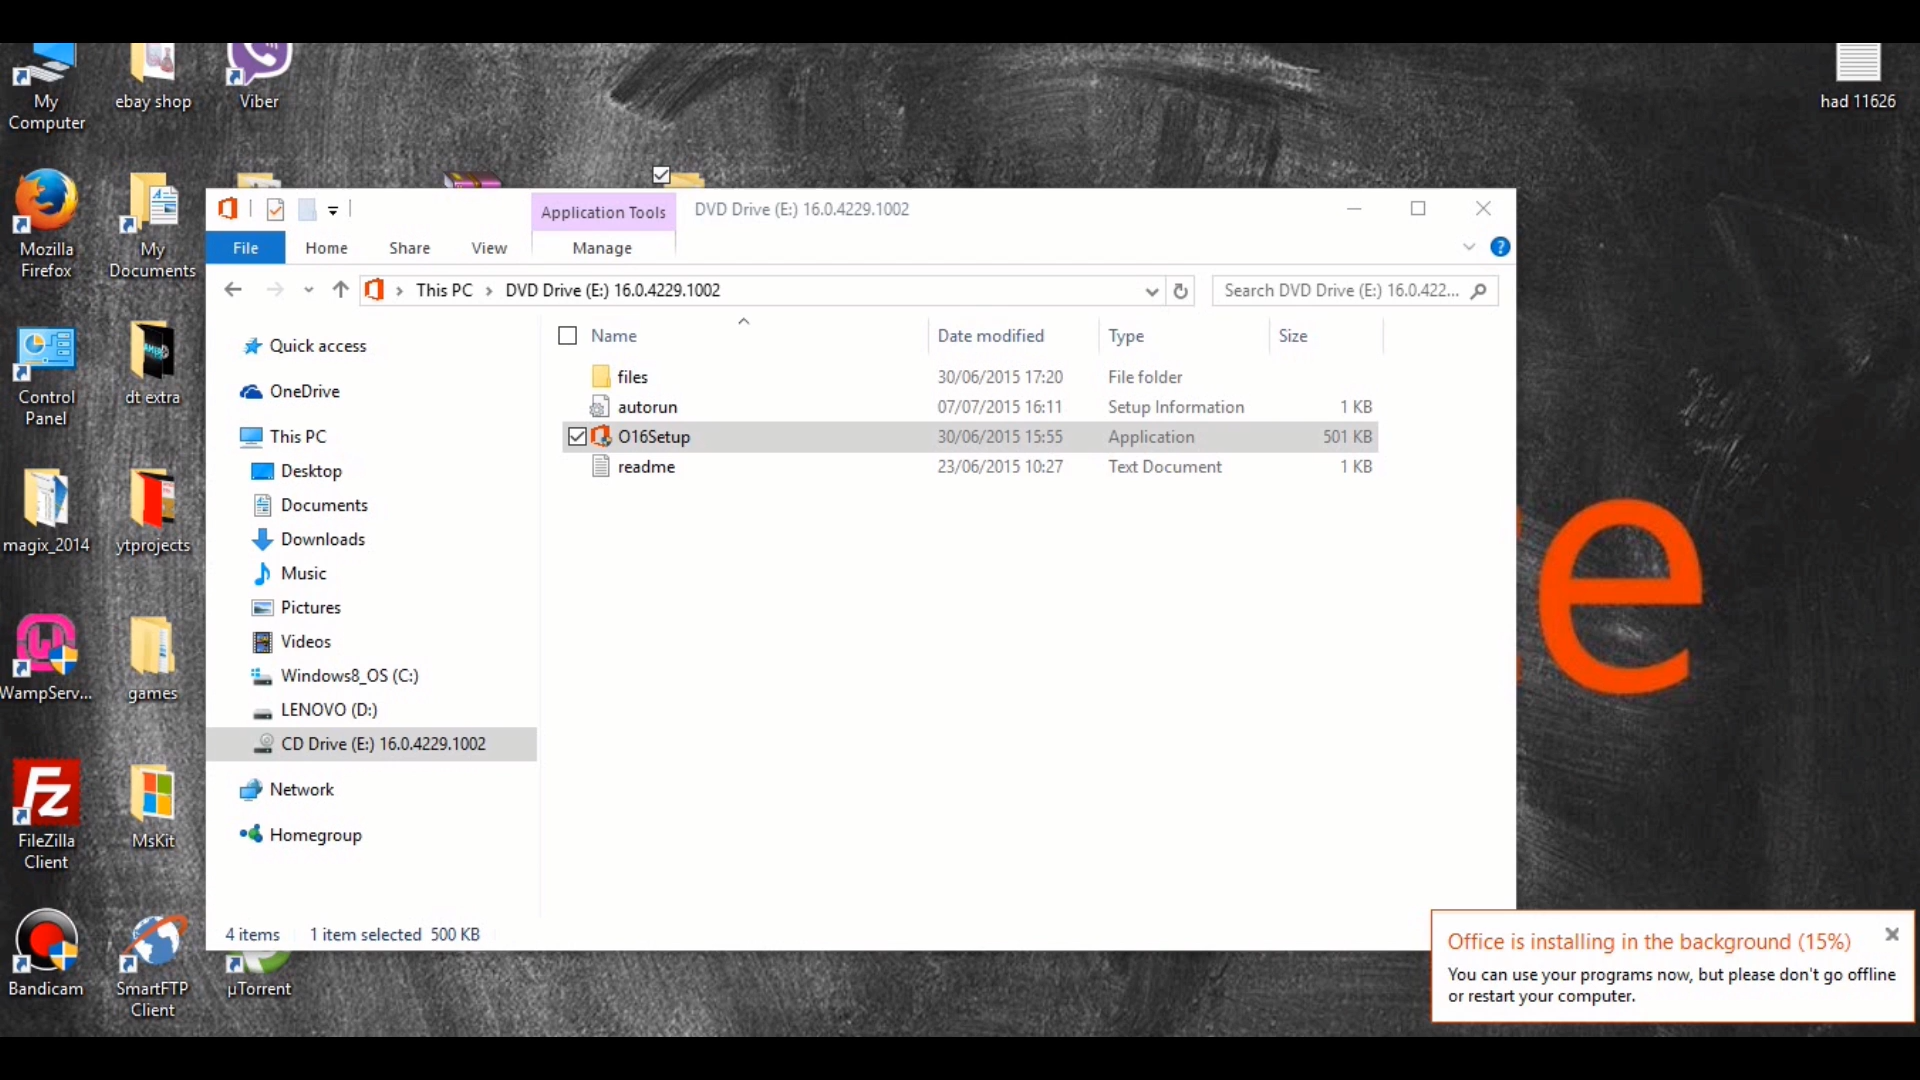 My
Computer
ebay shop
Viber
had 11626
Mozilla
Firefox
My
Documents
Control
Panel
dt extra
magix_2014
ytprojects
WampServ...
games
FileZilla
Client
MsKit
Bandicam
SmartFTP
Client
µTorrent
Application Tools
DVD Drive (E:) 16.0.4229.1002
File
Home
Share
View
Manage
This PC
DVD Drive (E:) 16.0.4229.1002
Search DVD Drive (E:) 16.0.422...
Quick access
OneDrive
This PC
Desktop
Documents
Downloads
Music
Pictures
Videos
Windows8_OS (C:)
LENOVO (D:)
CD Drive (E:) 16.0.4229.1002
Network
Homegroup
Name Date modified Type Size
files 30/06/2015 17:20 File folder
autorun 07/07/2015 16:11 Setup Information 1 KB
O16Setup 30/06/2015 15:55 Application 501 KB
readme 23/06/2015 10:27 Text Document 1 KB
4 items 1 item selected 500 KB
e
Office is installing in the background (15%)
You can use your programs now, but please don't go offline
or restart your computer.